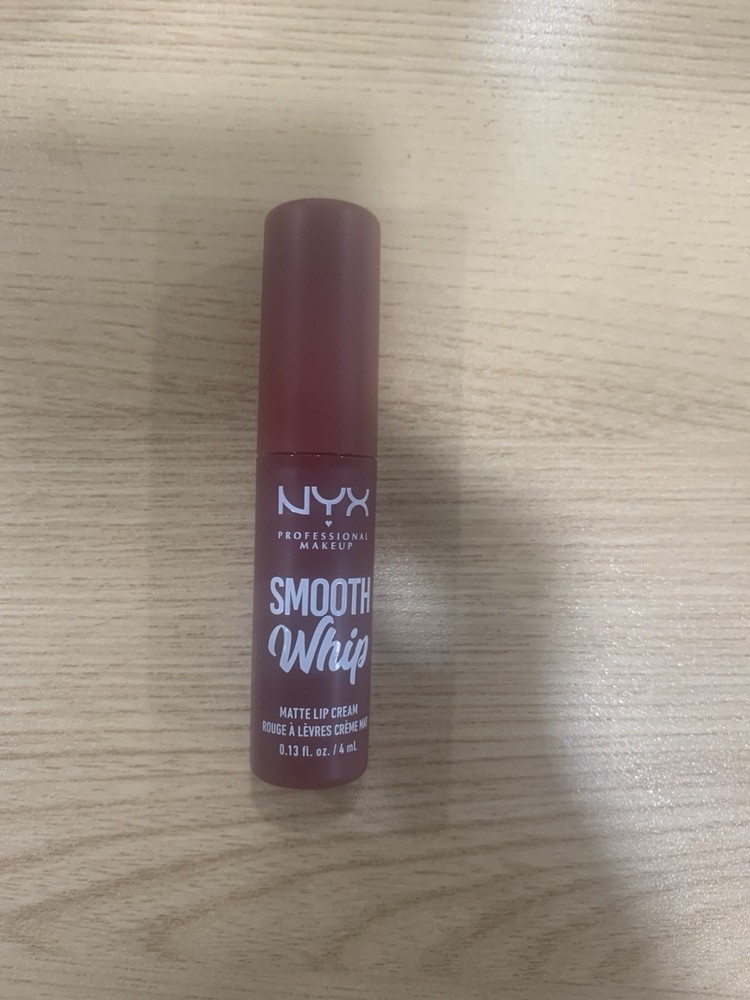 NYX
PROFESSIONAL
MAKEUP
SMOOTH
Whip
MATTE LIP CREAM
ROUGE À LÈVRES CRÈME MAT
0.13 fl. oz. / 4 mL